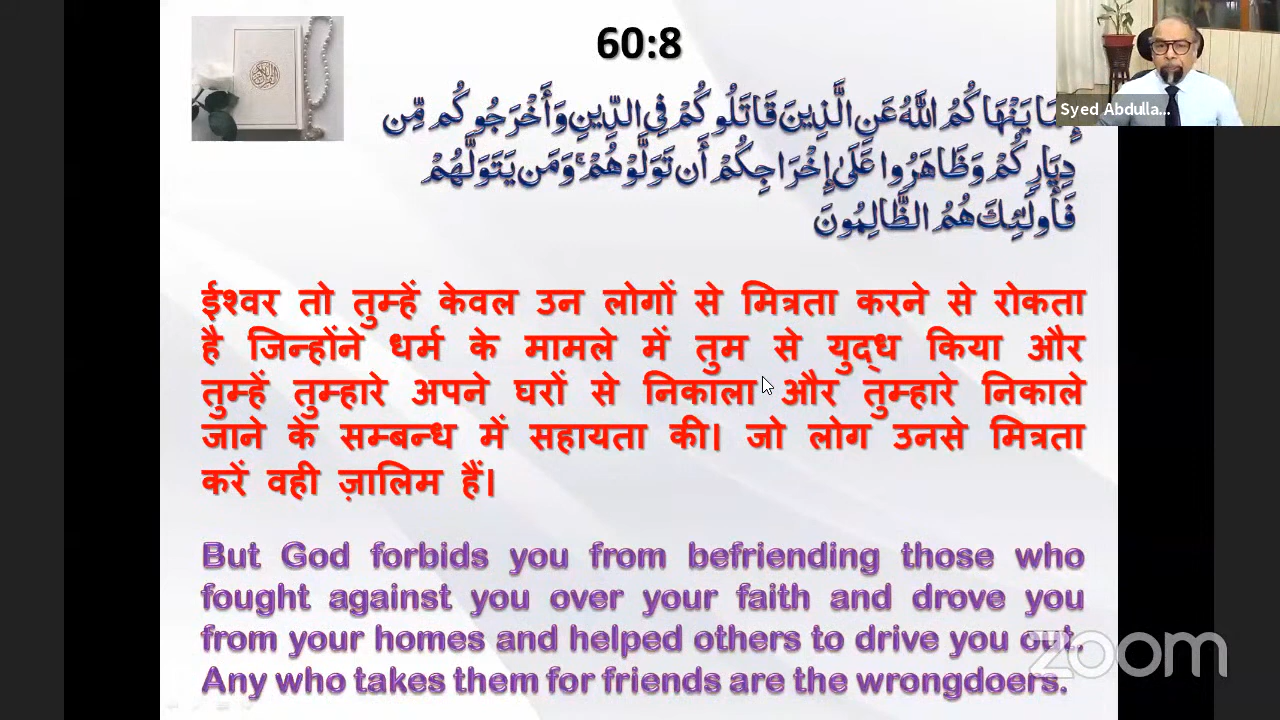 60:8
Syed Abdulla...
يَنْهَاكُمُ اللَّهُ عَنِ الَّذِينَ قَاتَلُوكُمْ فِي الدِّينِ وَأَخْرَجُوكُم مِّن
دِيَارِكُمْ وَظَاهَرُوا عَلَىٰ إِخْرَاجِكُمْ أَن تَوَلَّوْهُمْ ۚ وَمَن يَتَوَلَّهُمْ
فَأُولَٰئِكَ هُمُ الظَّالِمُونَ
ईश्वर तो तुम्हें केवल उन लोगों से मित्रता करने से रोकता
है जिन्होंने धर्म के मामले में तुम से युद्ध किया और
तुम्हें तुम्हारे अपने घरों से निकाला और तुम्हारे निकाले
जाने के सम्बन्ध में सहायता की। जो लोग उनसे मित्रता
करें वही ज़ालिम हैं।
But God forbids you from befriending those who
fought against you over your faith and drove you
from your homes and helped others to drive you out.
Any who takes them for friends are the wrongdoers.
zoom